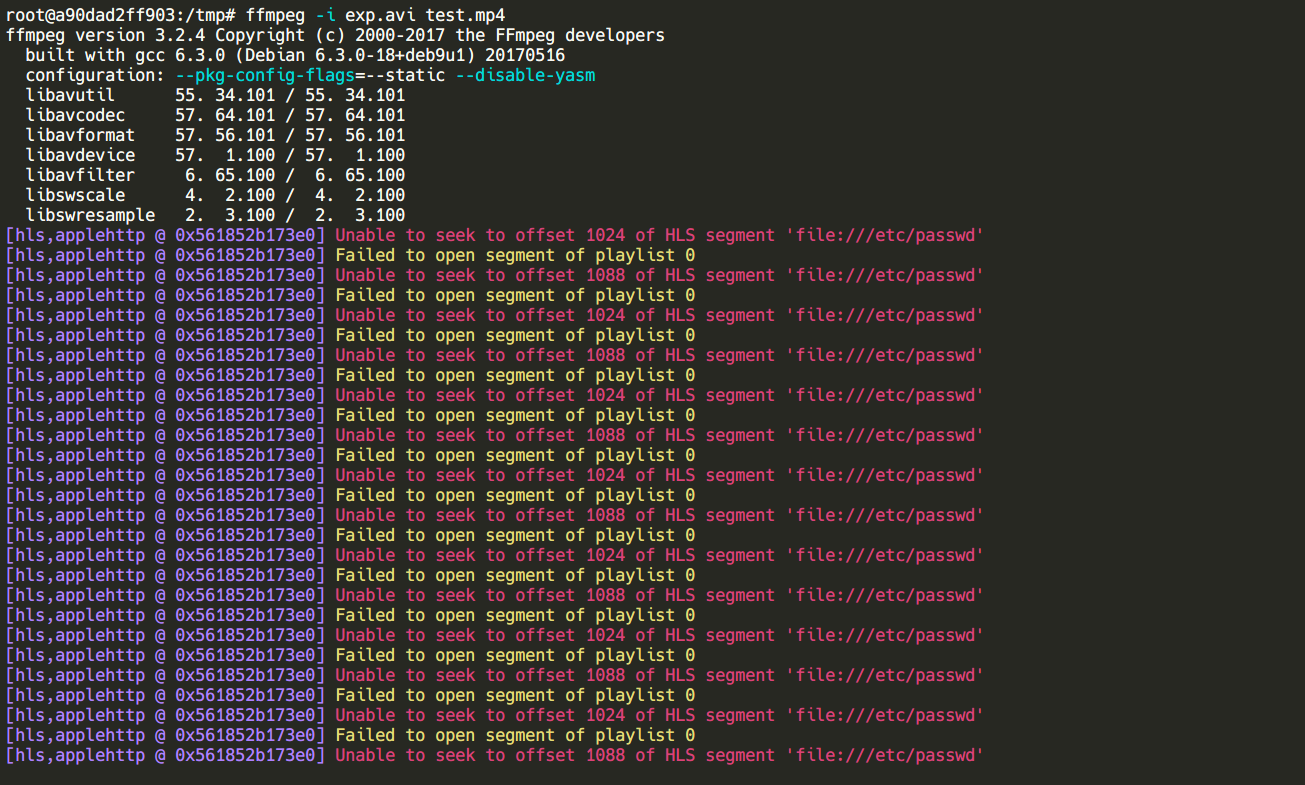 root@a90dad2ff903:/tmp# ffmpeg -i exp.avi test.mp4
ffmpeg version 3.2.4 Copyright (c) 2000-2017 the FFmpeg developers
  built with gcc 6.3.0 (Debian 6.3.0-18+deb9u1) 20170516
  configuration: --pkg-config-flags=--static --disable-yasm
  libavutil      55. 34.101 / 55. 34.101
  libavcodec     57. 64.101 / 57. 64.101
  libavformat    57. 56.101 / 57. 56.101
  libavdevice    57.  1.100 / 57.  1.100
  libavfilter     6. 65.100 /  6. 65.100
  libswscale      4.  2.100 /  4.  2.100
  libswresample   2.  3.100 /  2.  3.100
[hls,applehttp @ 0x561852b173e0] Unable to seek to offset 1024 of HLS segment 'file:///etc/passwd'
[hls,applehttp @ 0x561852b173e0] Failed to open segment of playlist 0
[hls,applehttp @ 0x561852b173e0] Unable to seek to offset 1088 of HLS segment 'file:///etc/passwd'
[hls,applehttp @ 0x561852b173e0] Failed to open segment of playlist 0
[hls,applehttp @ 0x561852b173e0] Unable to seek to offset 1024 of HLS segment 'file:///etc/passwd'
[hls,applehttp @ 0x561852b173e0] Failed to open segment of playlist 0
[hls,applehttp @ 0x561852b173e0] Unable to seek to offset 1088 of HLS segment 'file:///etc/passwd'
[hls,applehttp @ 0x561852b173e0] Failed to open segment of playlist 0
[hls,applehttp @ 0x561852b173e0] Unable to seek to offset 1024 of HLS segment 'file:///etc/passwd'
[hls,applehttp @ 0x561852b173e0] Failed to open segment of playlist 0
[hls,applehttp @ 0x561852b173e0] Unable to seek to offset 1088 of HLS segment 'file:///etc/passwd'
[hls,applehttp @ 0x561852b173e0] Failed to open segment of playlist 0
[hls,applehttp @ 0x561852b173e0] Unable to seek to offset 1024 of HLS segment 'file:///etc/passwd'
[hls,applehttp @ 0x561852b173e0] Failed to open segment of playlist 0
[hls,applehttp @ 0x561852b173e0] Unable to seek to offset 1088 of HLS segment 'file:///etc/passwd'
[hls,applehttp @ 0x561852b173e0] Failed to open segment of playlist 0
[hls,applehttp @ 0x561852b173e0] Unable to seek to offset 1024 of HLS segment 'file:///etc/passwd'
[hls,applehttp @ 0x561852b173e0] Failed to open segment of playlist 0
[hls,applehttp @ 0x561852b173e0] Unable to seek to offset 1088 of HLS segment 'file:///etc/passwd'
[hls,applehttp @ 0x561852b173e0] Failed to open segment of playlist 0
[hls,applehttp @ 0x561852b173e0] Unable to seek to offset 1024 of HLS segment 'file:///etc/passwd'
[hls,applehttp @ 0x561852b173e0] Failed to open segment of playlist 0
[hls,applehttp @ 0x561852b173e0] Unable to seek to offset 1088 of HLS segment 'file:///etc/passwd'
[hls,applehttp @ 0x561852b173e0] Failed to open segment of playlist 0
[hls,applehttp @ 0x561852b173e0] Unable to seek to offset 1024 of HLS segment 'file:///etc/passwd'
[hls,applehttp @ 0x561852b173e0] Failed to open segment of playlist 0
[hls,applehttp @ 0x561852b173e0] Unable to seek to offset 1088 of HLS segment 'file:///etc/passwd'